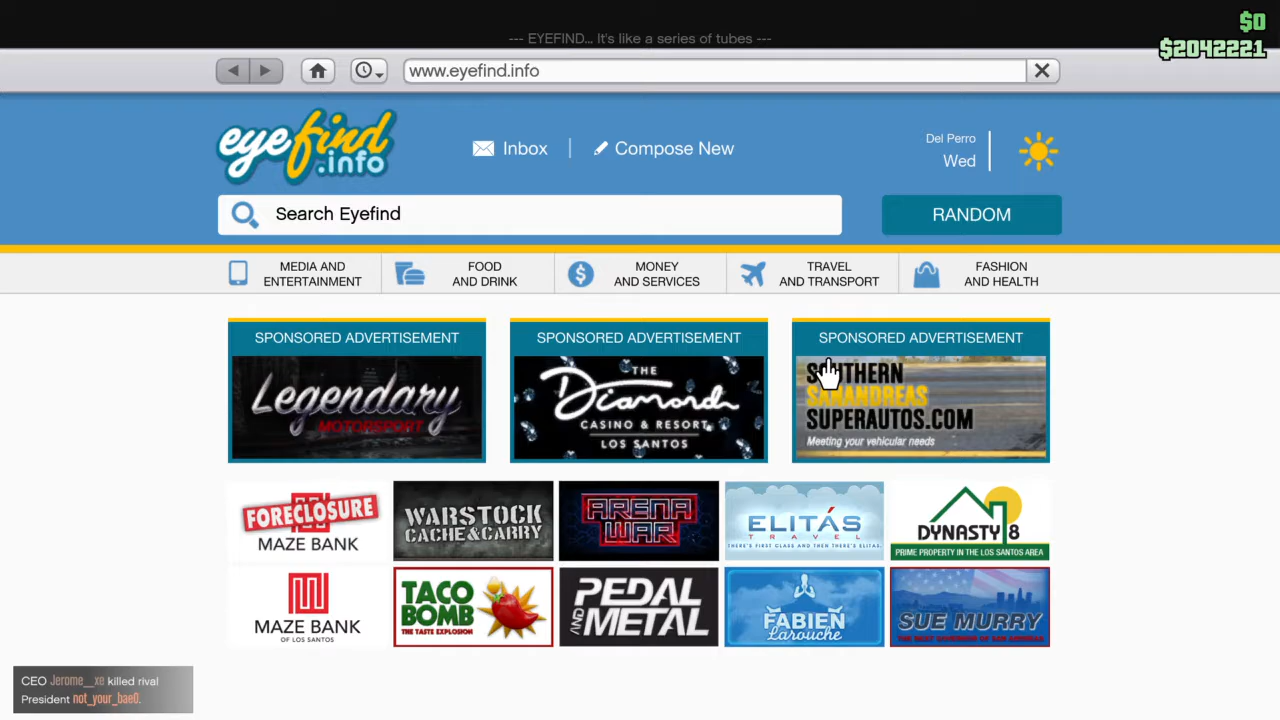 $0
--- EYEFIND... It's like a series of tubes ---
$2042221
www.eyefind.info
eyefind
.info
Inbox
Compose New
Del Perro
Wed
Search Eyefind
RANDOM
MEDIA AND
ENTERTAINMENT
FOOD
AND DRINK
MONEY
AND SERVICES
TRAVEL
AND TRANSPORT
FASHION
AND HEALTH
SPONSORED ADVERTISEMENT
Legendary
MOTORSPORT
SPONSORED ADVERTISEMENT
THE
Diamond
CASINO & RESORT
LOS SANTOS
SPONSORED ADVERTISEMENT
SOUTHERN
SANANDREAS
SUPERAUTOS.COM
Meeting your vehicular needs
FORECLOSURE
MAZE BANK
WARSTOCK
CACHE&CARRY
ARENA
WAR
ELITÁS
TRAVEL
THERE'S FIRST CLASS AND THEN THERE'S ELITAS.
DYNASTY 8
PRIME PROPERTY IN THE LOS SANTOS AREA
MAZE BANK
OF LOS SANTOS
TACO
BOMB
THE TASTE EXPLOSION
PEDAL
AND METAL
FABIEN
Larouche
SUE MURRY
THE NEXT GOVERNOR OF SAN ANDREAS
CEO Jerome__xe killed rival
President not_your_bae0.